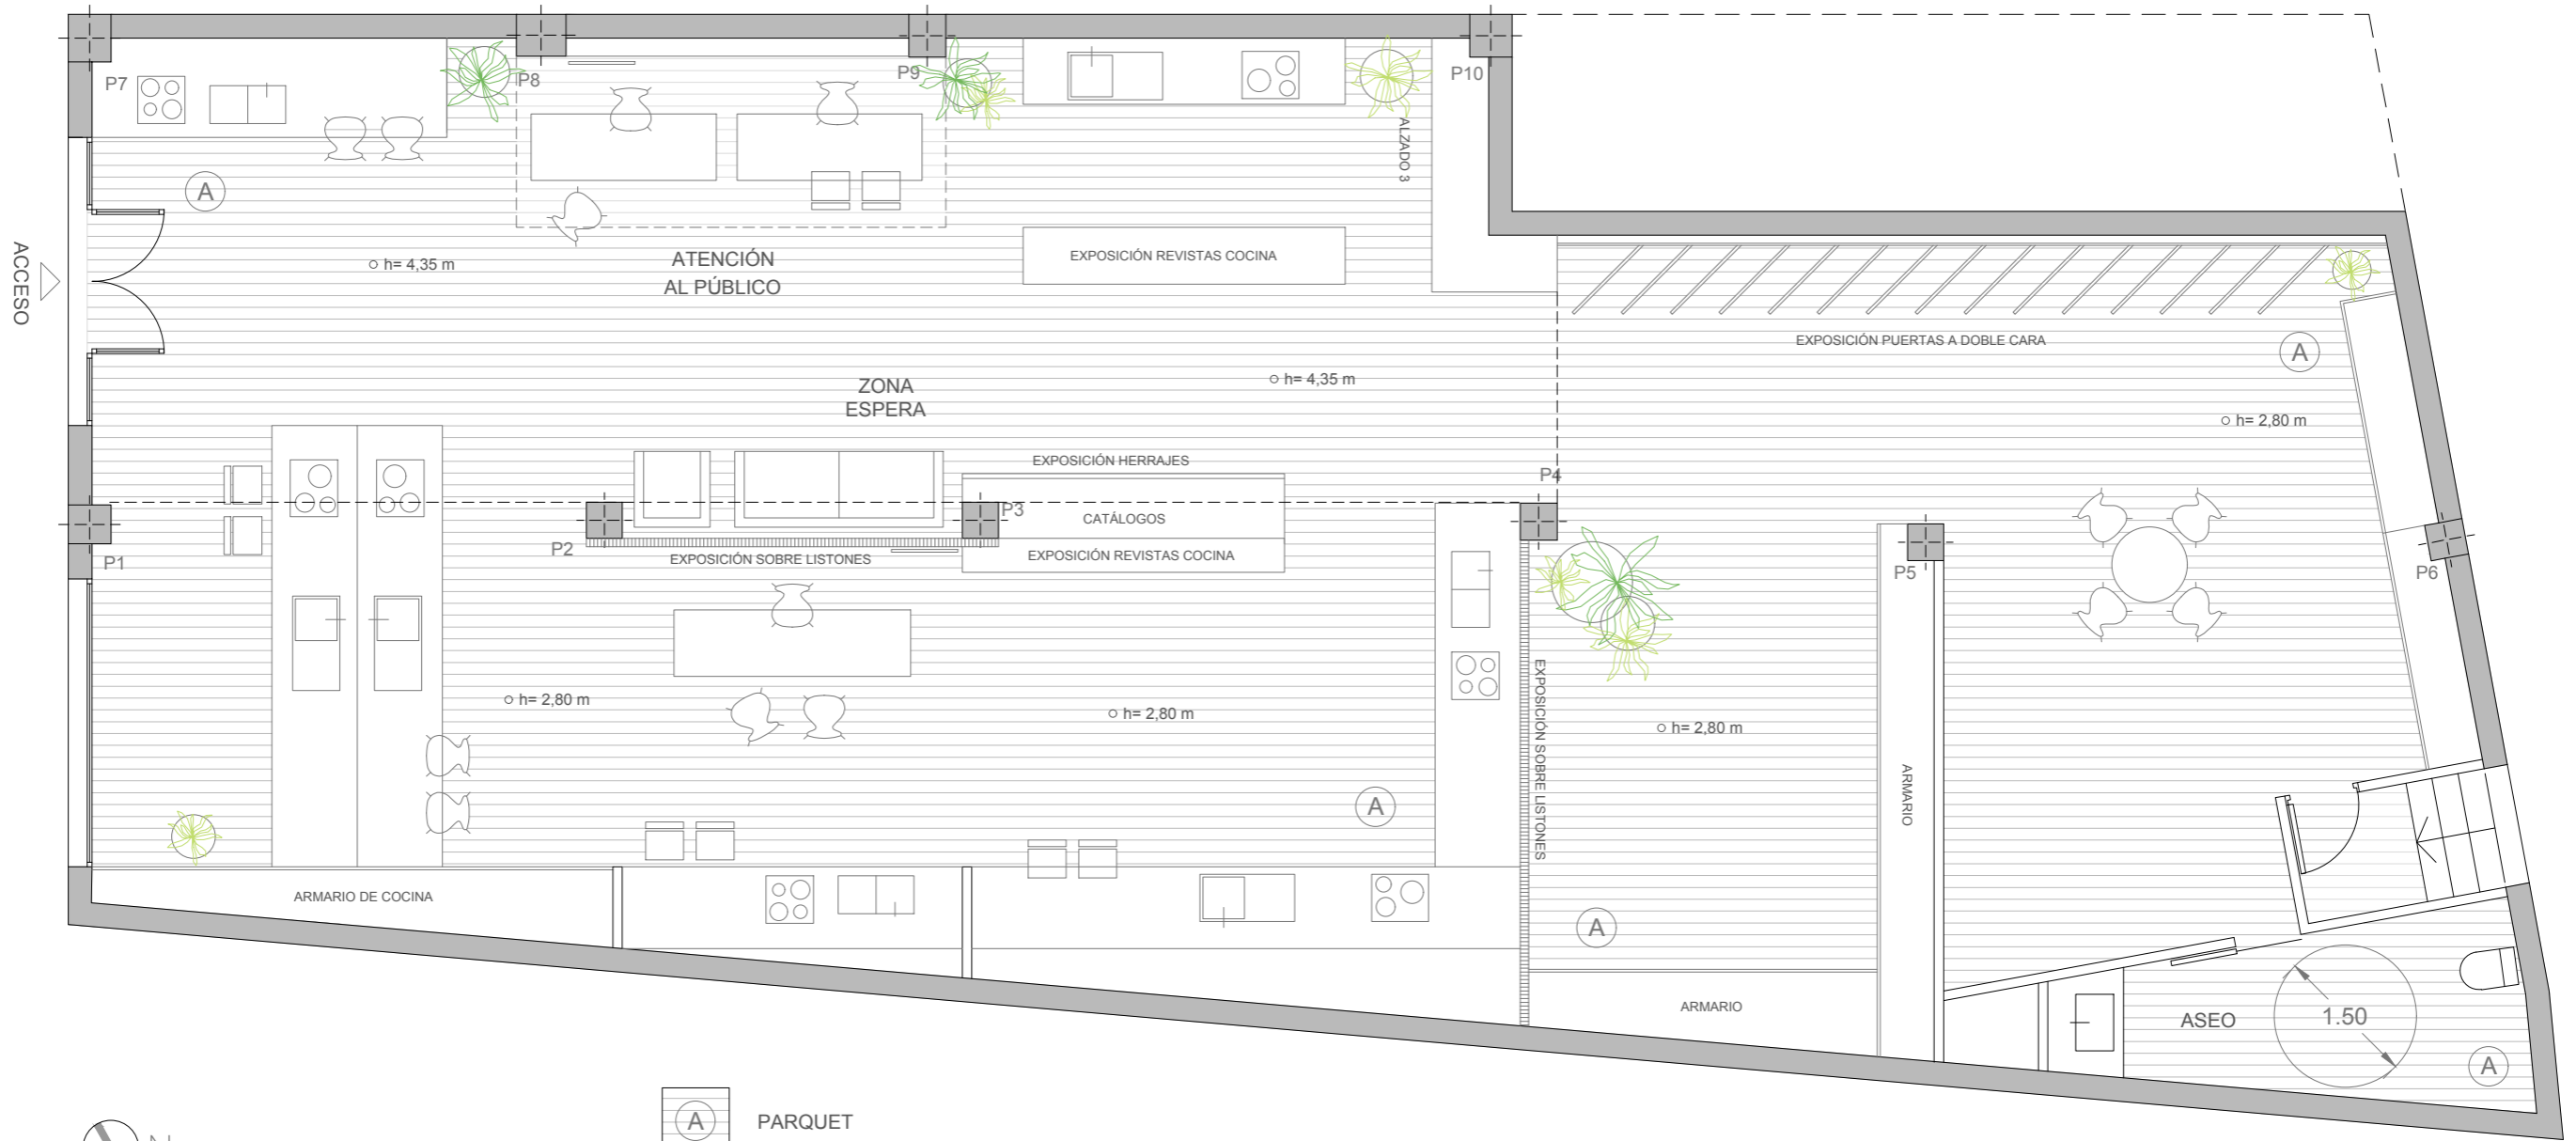 P7
P8
P9
P10
ALZADO 3
A
ACCESO
h= 4,35 m
ATENCIÓN
AL PÚBLICO
EXPOSICIÓN REVISTAS COCINA
EXPOSICIÓN PUERTAS A DOBLE CARA
A
h= 4,35 m
ZONA
ESPERA
h= 2,80 m
EXPOSICIÓN HERRAJES
P4
P3
CATÁLOGOS
P1
P2
EXPOSICIÓN SOBRE LISTONES
EXPOSICIÓN REVISTAS COCINA
P5
P6
h= 2,80 m
h= 2,80 m
EXPOSICIÓN SOBRE LISTONES
h= 2,80 m
ARMARIO
A
ARMARIO DE COCINA
A
ARMARIO
ASEO
1.50
A
A
PARQUET
N